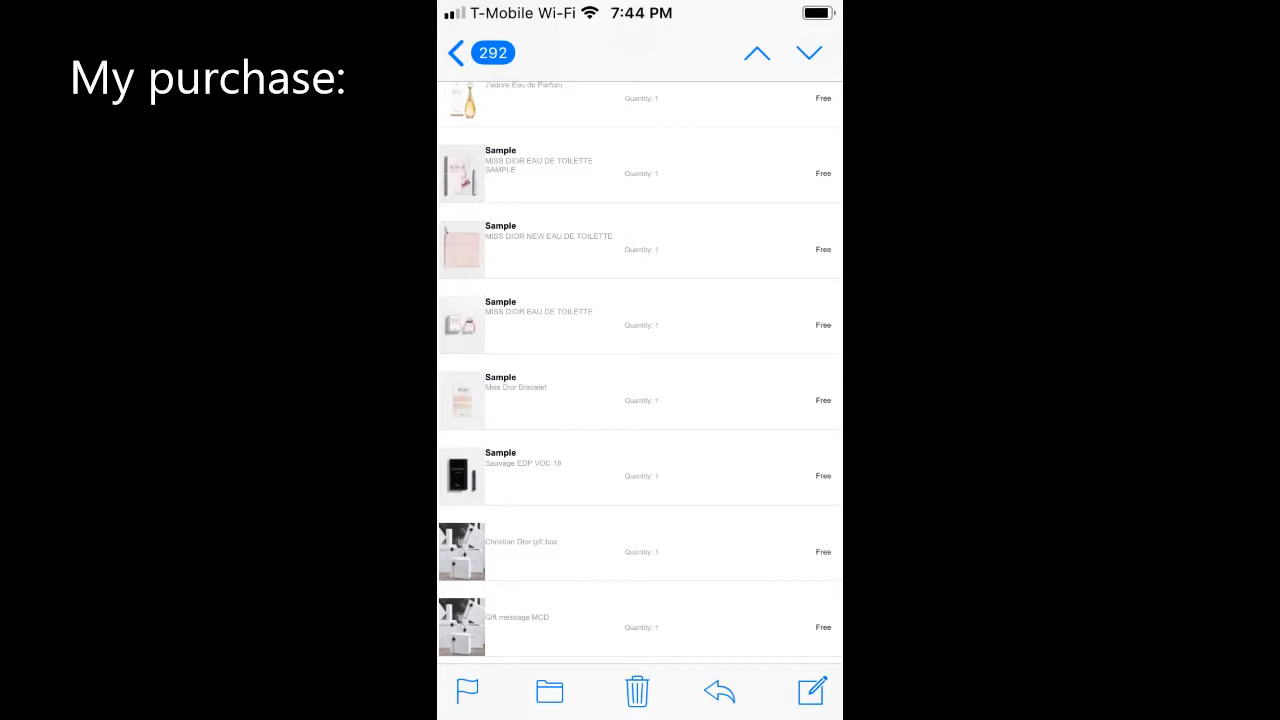 My purchase:
T-Mobile Wi-Fi 7:44 PM
292
J'adore Eau de Parfum
Quantity: 1 Free
Sample
MISS DIOR EAU DE TOILETTE
SAMPLE
Quantity: 1 Free
Sample
MISS DIOR NEW EAU DE TOILETTE
Quantity: 1 Free
Sample
MISS DIOR EAU DE TOILETTE
Quantity: 1 Free
Sample
Miss Dior Bracelet
Quantity: 1 Free
Sample
Sauvage EDP VOC 18
Quantity: 1 Free
Christian Dior gift box
Quantity: 1 Free
Gift message MCD
Quantity: 1 Free